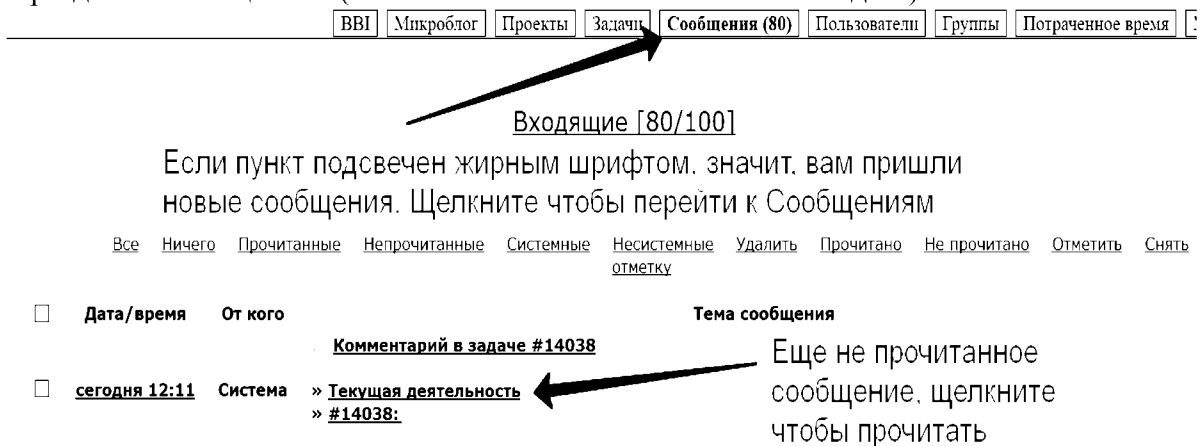 BBI Микроблог Проекты Задачи Сообщения (80) Пользователи Группы Потраченное время
Входящие [80/100]
Если пункт подсвечен жирным шрифтом, значит, вам пришли
новые сообщения. Щелкните чтобы перейти к Сообщениям
Все Ничего Прочитанные Непрочитанные Системные Несистемные Удалить Прочитано Не прочитано Отметить Снять
отметку
Дата/время От кого Тема сообщения
Комментарий в задаче #14038
Еще не прочитанное
сегодня 12:11 Система » Текущая деятельность
сообщение, щелкните
» #14038:
чтобы прочитать